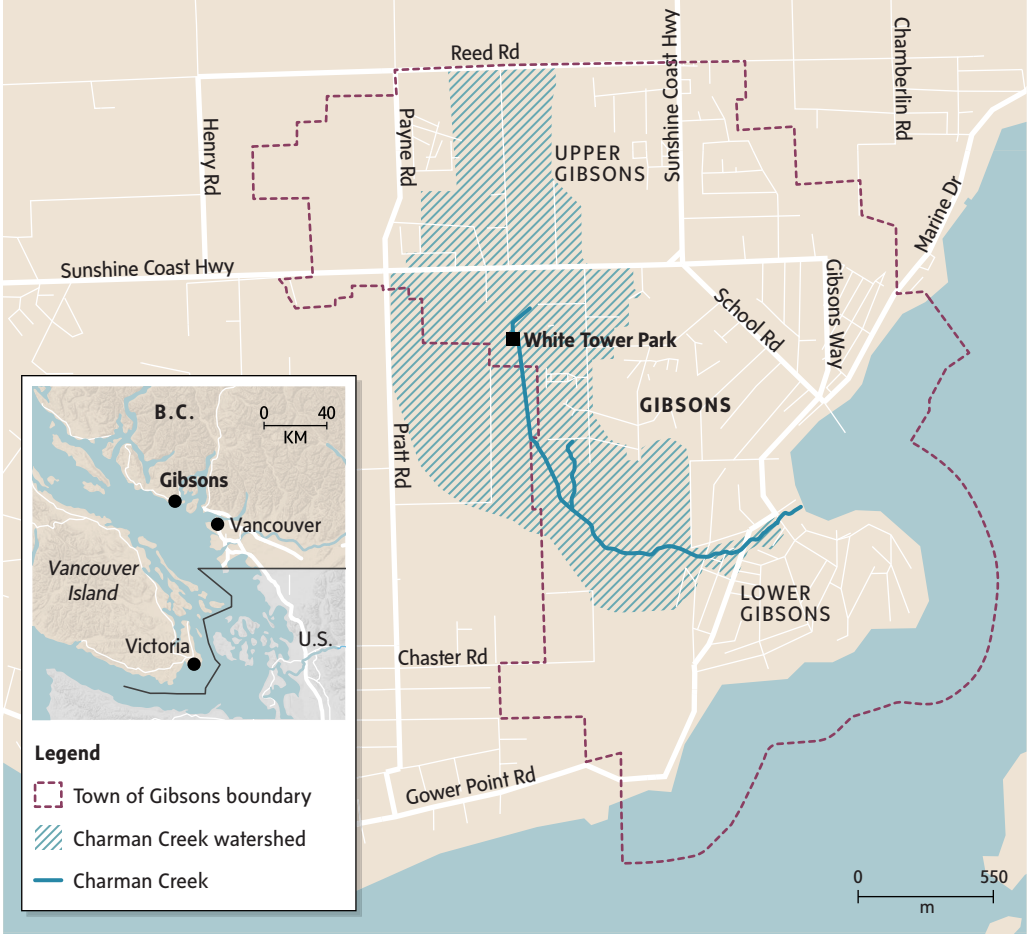 Reed Rd
Sunshine Coast Hwy
Chamberlin Rd
Henry Rd
Payne Rd
UPPER
GIBSONS
Marine Dr
Sunshine Coast Hwy
Gibsons Way
School Rd
White Tower Park
GIBSONS
Pratt Rd
LOWER
GIBSONS
Chaster Rd
Gower Point Rd
B.C.
0 40
KM
Gibsons
Vancouver
Vancouver
Island
Victoria
U.S.
Legend
Town of Gibsons boundary
Charman Creek watershed
Charman Creek
0 550
m